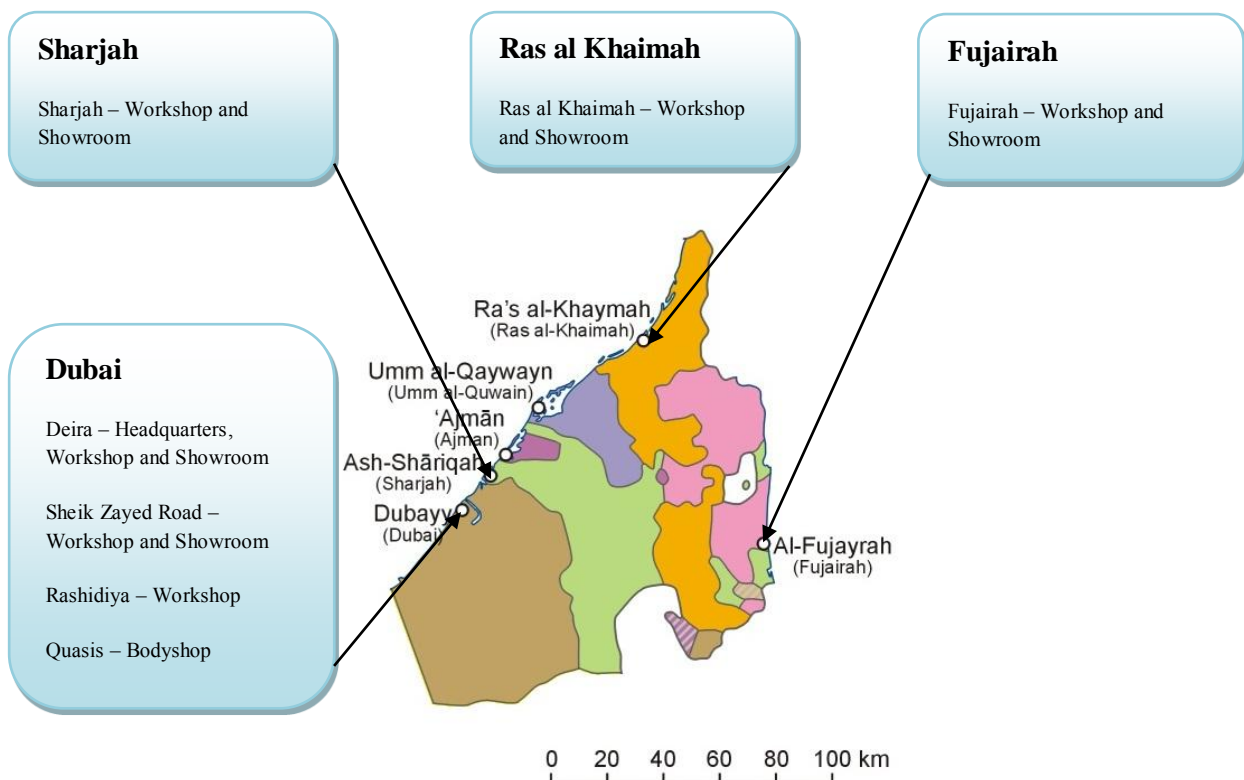 Sharjah
Sharjah – Workshop and
Showroom
Ras al Khaimah
Ras al Khaimah – Workshop
and Showroom
Fujairah
Fujairah – Workshop and
Showroom
Dubai
Deira – Headquarters,
Workshop and Showroom
Sheik Zayed Road –
Workshop and Showroom
Rashidiya – Workshop
Quasis – Bodyshop
Ra's al-Khaymah
(Ras al-Khaimah)
Umm al-Qaywayn
(Umm al-Quwain)
'Ajmān
(Ajman)
Ash-Shāriqah
(Sharjah)
Dubayy
(Dubai)
Al-Fujayrah
(Fujairah)
0 20 40 60 80 100 km